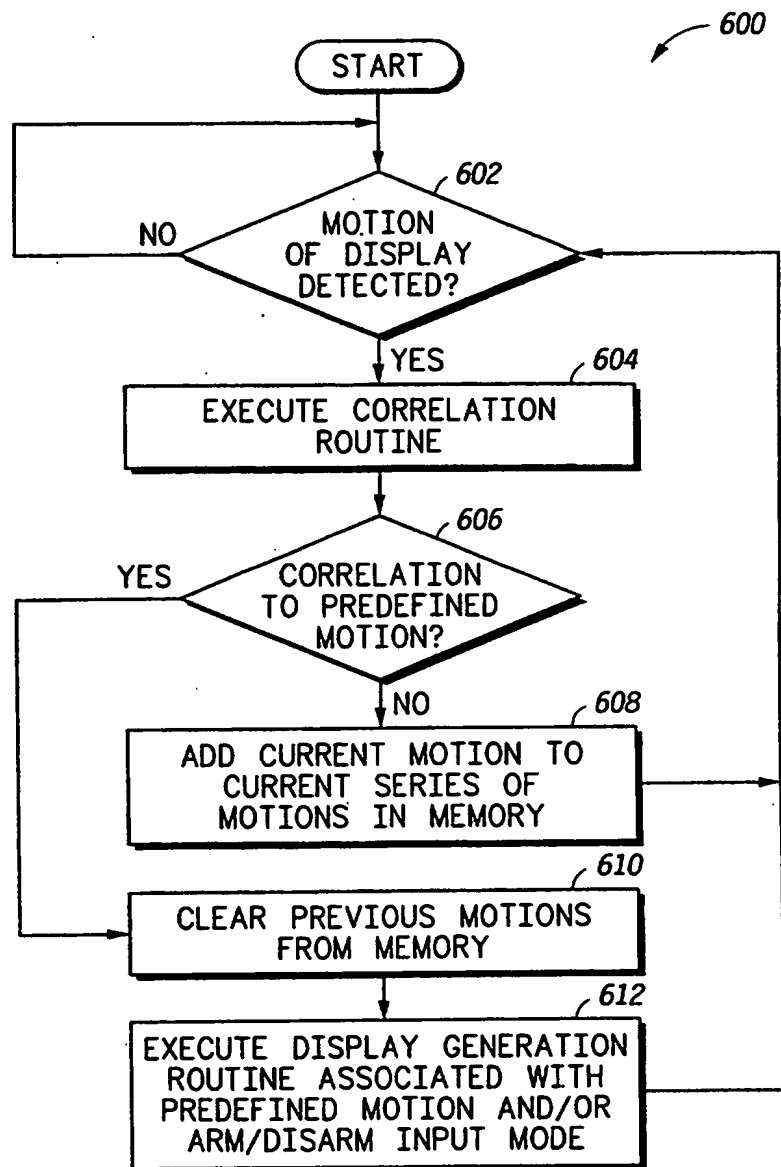 600
START
602
MOTION
OF DISPLAY
DETECTED?
NO
YES
604
EXECUTE CORRELATION
ROUTINE
606
YES
CORRELATION
TO PREDEFINED
MOTION?
NO
608
ADD CURRENT MOTION TO
CURRENT SERIES OF
MOTIONS IN MEMORY
610
CLEAR PREVIOUS MOTIONS
FROM MEMORY
612
EXECUTE DISPLAY GENERATION
ROUTINE ASSOCIATED WITH
PREDEFINED MOTION AND/OR
ARM/DISARM INPUT MODE